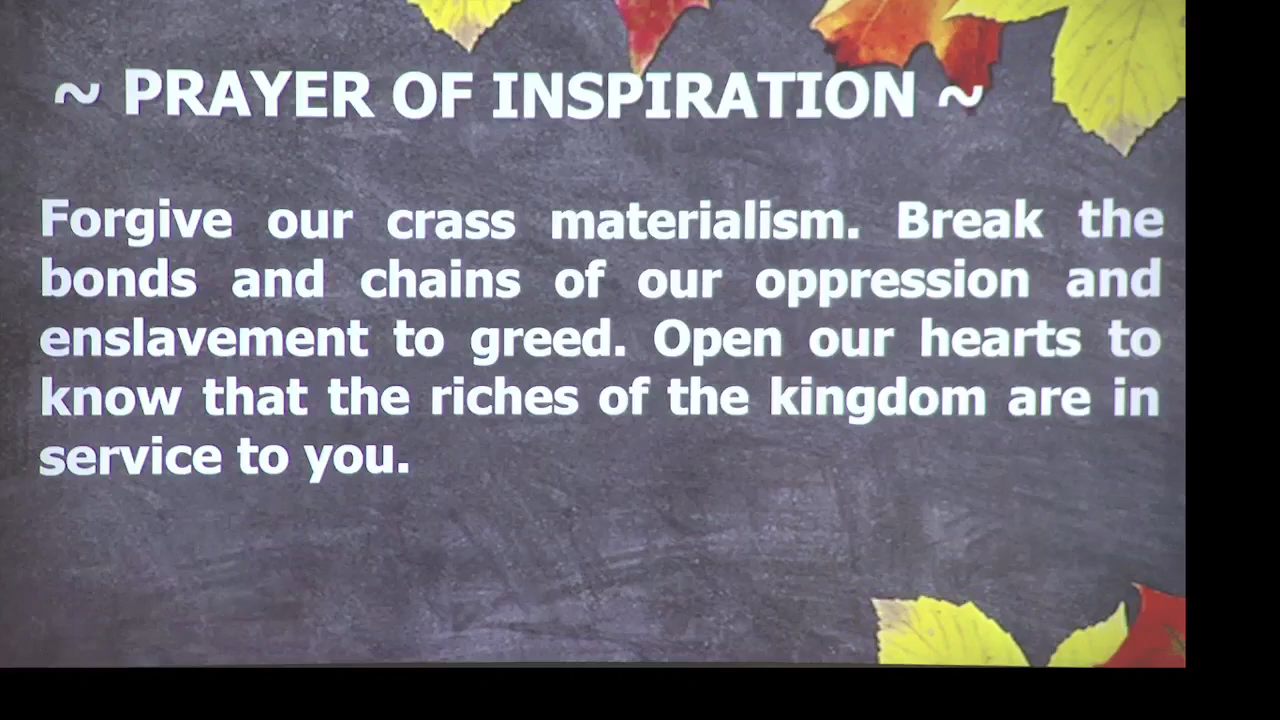 ~ PRAYER OF INSPIRATION ~
Forgive our crass materialism. Break the
bonds and chains of our oppression and
enslavement to greed. Open our hearts to
know that the riches of the kingdom are in
service to you.